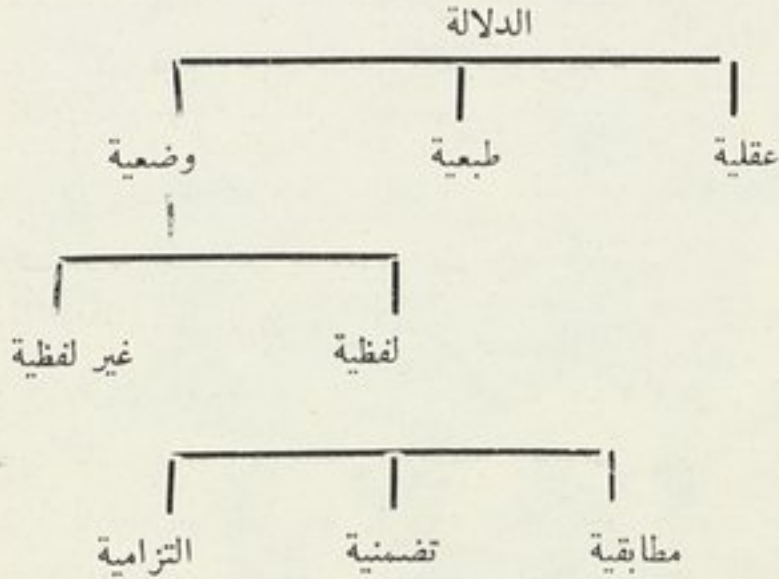 الدلالة
عقلية طبعية وضعية
لفظية غير لفظية
مطابقية تضمنية التزامية